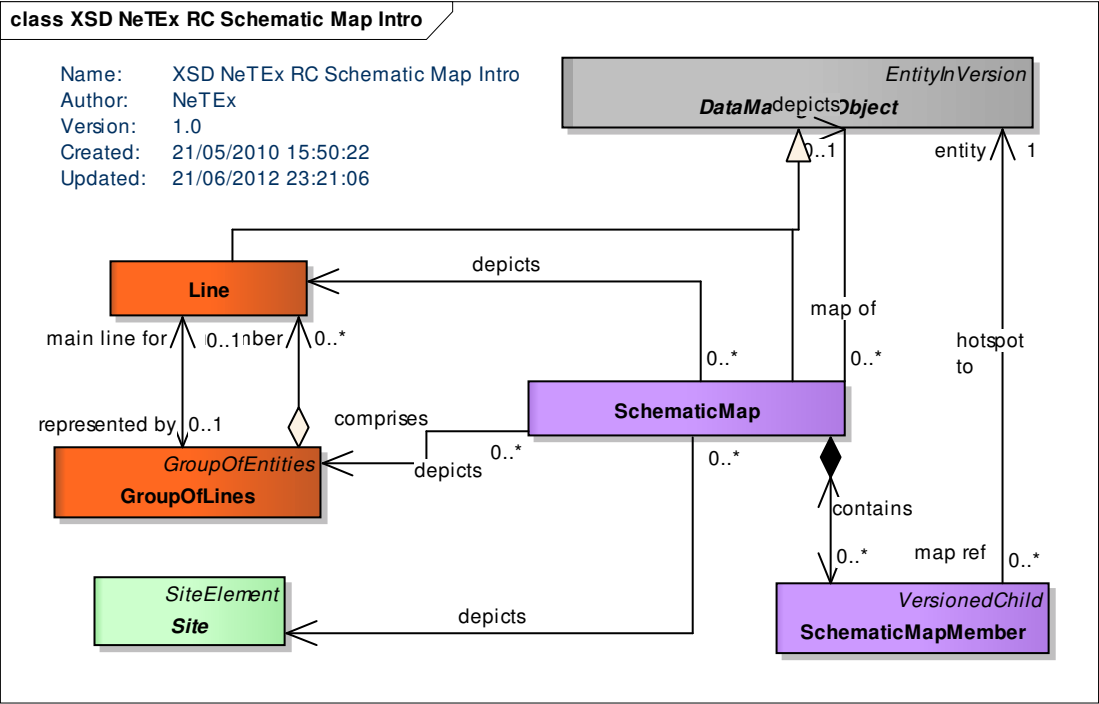 class XSD NeTEx RC Schematic Map Intro
Name: XSD NeTEx RC Schematic Map Intro
Author: NeTEx
Version: 1.0
Created: 21/05/2010 15:50:22
Updated: 21/06/2012 23:21:06
EntityInVersion
depicts
0..1
entity
1
depicts
Line
map of
main line for
0..1
0..*
hotspot
to
0..*
0..*
SchematicMap
represented by
0..1
comprises
0..*
0..*
GroupOfEntities
depicts
GroupOfLines
contains
0..*
map ref
0..*
SiteElement
Site
depicts
VersionedChild
SchematicMapMember